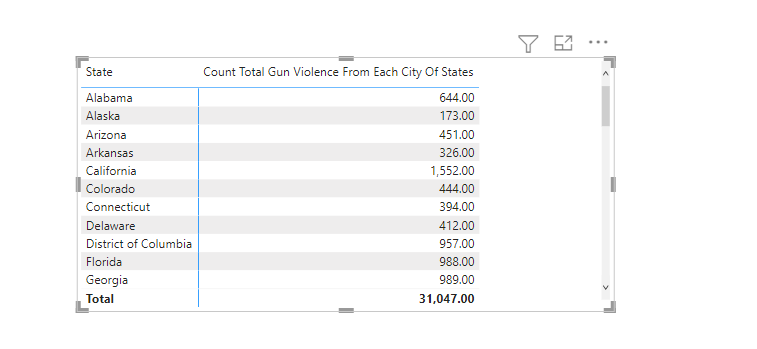 State Count Total Gun Violence From Each City Of States
Alabama 644.00
Alaska 173.00
Arizona 451.00
Arkansas 326.00
California 1,552.00
Colorado 444.00
Connecticut 394.00
Delaware 412.00
District of Columbia 957.00
Florida 988.00
Georgia 989.00
Total 31,047.00